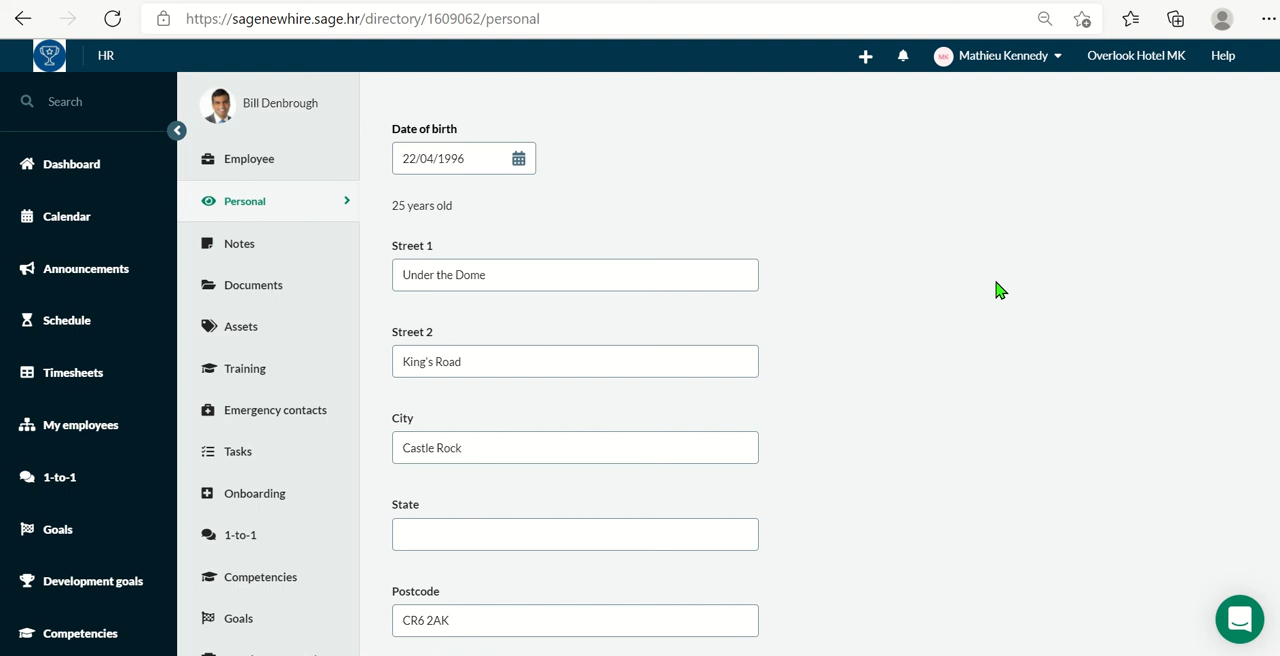 https://sagenewhire.sage.hr/directory/1609062/personal
HR
MK
Mathieu Kennedy
Overlook Hotel MK
Help
Search
Dashboard
Calendar
Announcements
Schedule
Timesheets
My employees
1-to-1
Goals
Development goals
Competencies
Bill Denbrough
Employee
Personal
Notes
Documents
Assets
Training
Emergency contacts
Tasks
Onboarding
1-to-1
Competencies
Goals
Date of birth
22/04/1996
25 years old
Street 1
Under the Dome
Street 2
King's Road
City
Castle Rock
State
Postcode
CR6 2AK